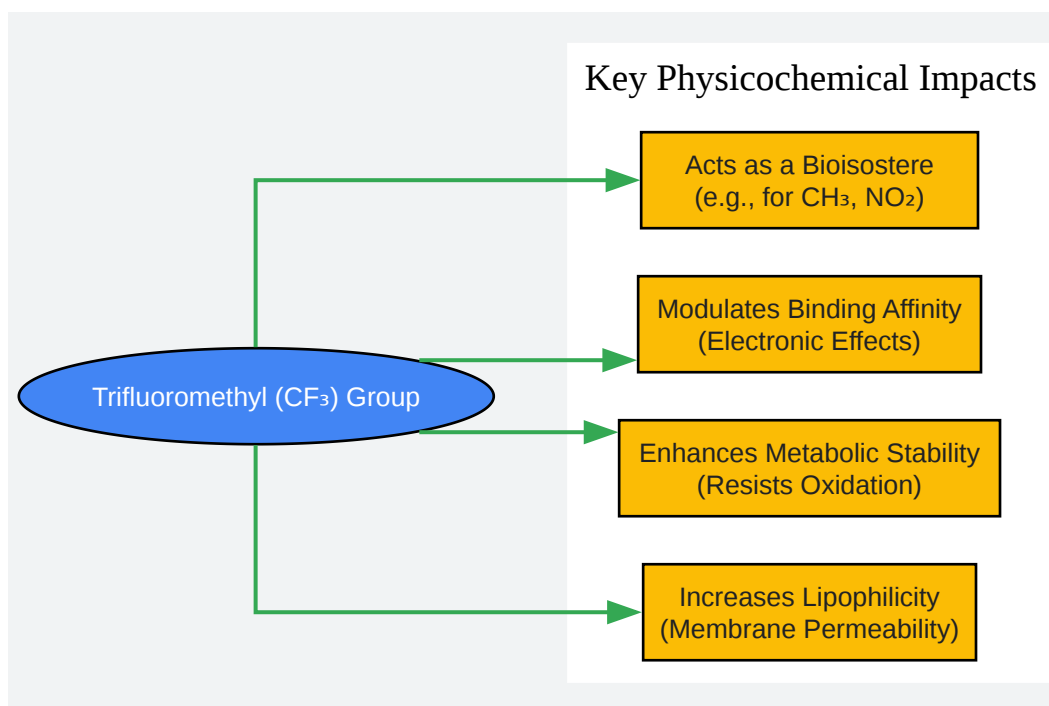 Key Physicochemical Impacts
Acts as a Bioisostere
(e.g., for CH₃, NO₂)
Modulates Binding Affinity
(Electronic Effects)
Trifluoromethyl (CF₃) Group
Enhances Metabolic Stability
(Resists Oxidation)
Increases Lipophilicity
(Membrane Permeability)